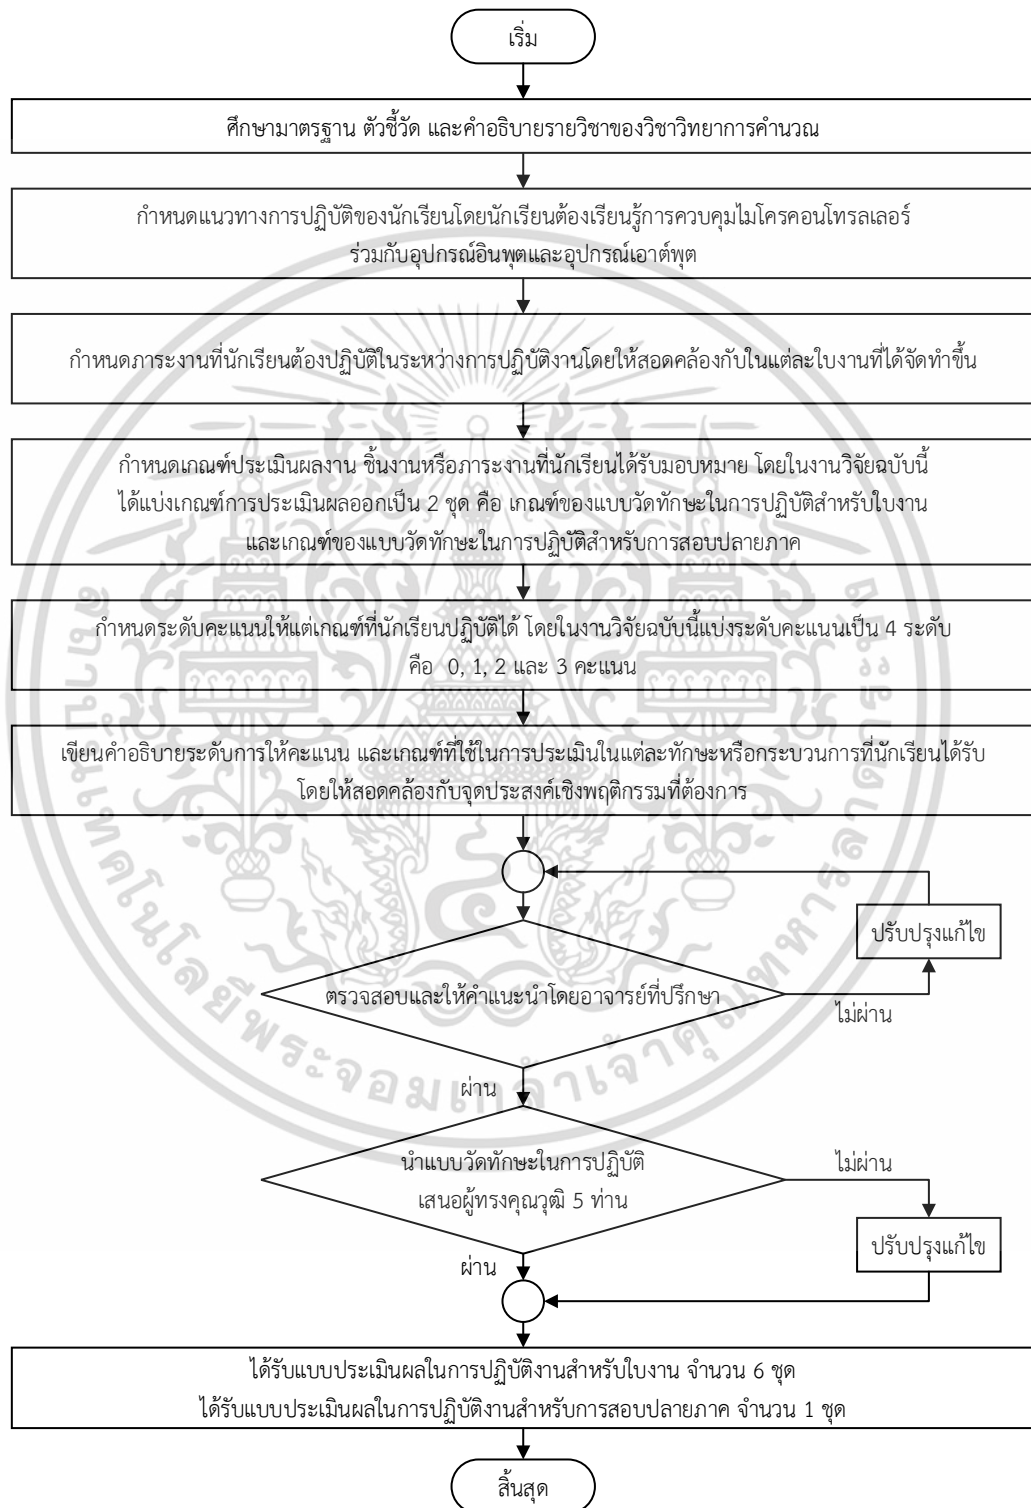 เริ่ม
ศึกษามาตรฐาน ตัวชี้วัด และคำอธิบายรายวิชาของวิชาวิทยาการคำนวณ
กำหนดแนวทางการปฏิบัติของนักเรียนโดยนักเรียนต้องเรียนรู้การควบคุมไมโครคอนโทรลเลอร์
ร่วมกับอุปกรณ์อินพุตและอุปกรณ์เอาต์พุต
กำหนดภาระงานที่นักเรียนต้องปฏิบัติในระหว่างการปฏิบัติงานโดยให้สอดคล้องกับในแต่ละใบงานที่ได้จัดทำขึ้น
กำหนดเกณฑ์ประเมินผลงาน ชิ้นงานหรือภาระงานที่นักเรียนได้รับมอบหมาย โดยในงานวิจัยฉบับนี้
ได้แบ่งเกณฑ์การประเมินผลออกเป็น 2 ชุด คือ เกณฑ์ของแบบวัดทักษะในการปฏิบัติสำหรับใบงาน
และเกณฑ์ของแบบวัดทักษะในการปฏิบัติสำหรับการสอบปลายภาค
กำหนดระดับคะแนนให้แต่เกณฑ์ที่นักเรียนปฏิบัติได้ โดยในงานวิจัยฉบับนี้แบ่งระดับคะแนนเป็น 4 ระดับ
คือ 0, 1, 2 และ 3 คะแนน
เขียนคำอธิบายระดับการให้คะแนน และเกณฑ์ที่ใช้ในการประเมินในแต่ละทักษะหรือกระบวนการที่นักเรียนได้รับ
โดยให้สอดคล้องกับจุดประสงค์เชิงพฤติกรรมที่ต้องการ
ปรับปรุงแก้ไข
ตรวจสอบและให้คำแนะนำโดยอาจารย์ที่ปรึกษา
ไม่ผ่าน
ผ่าน
นำแบบวัดทักษะในการปฏิบัติ
เสนอผู้ทรงคุณวุฒิ 5 ท่าน
ไม่ผ่าน
ปรับปรุงแก้ไข
ผ่าน
ได้รับแบบประเมินผลในการปฏิบัติงานสำหรับใบงาน จำนวน 6 ชุด
ได้รับแบบประเมินผลในการปฏิบัติงานสำหรับการสอบปลายภาค จำนวน 1 ชุด
สิ้นสุด
สถาบันเทคโนโลยีพระจอมเกล้าเจ้าคุณทหารลาดกระบัง